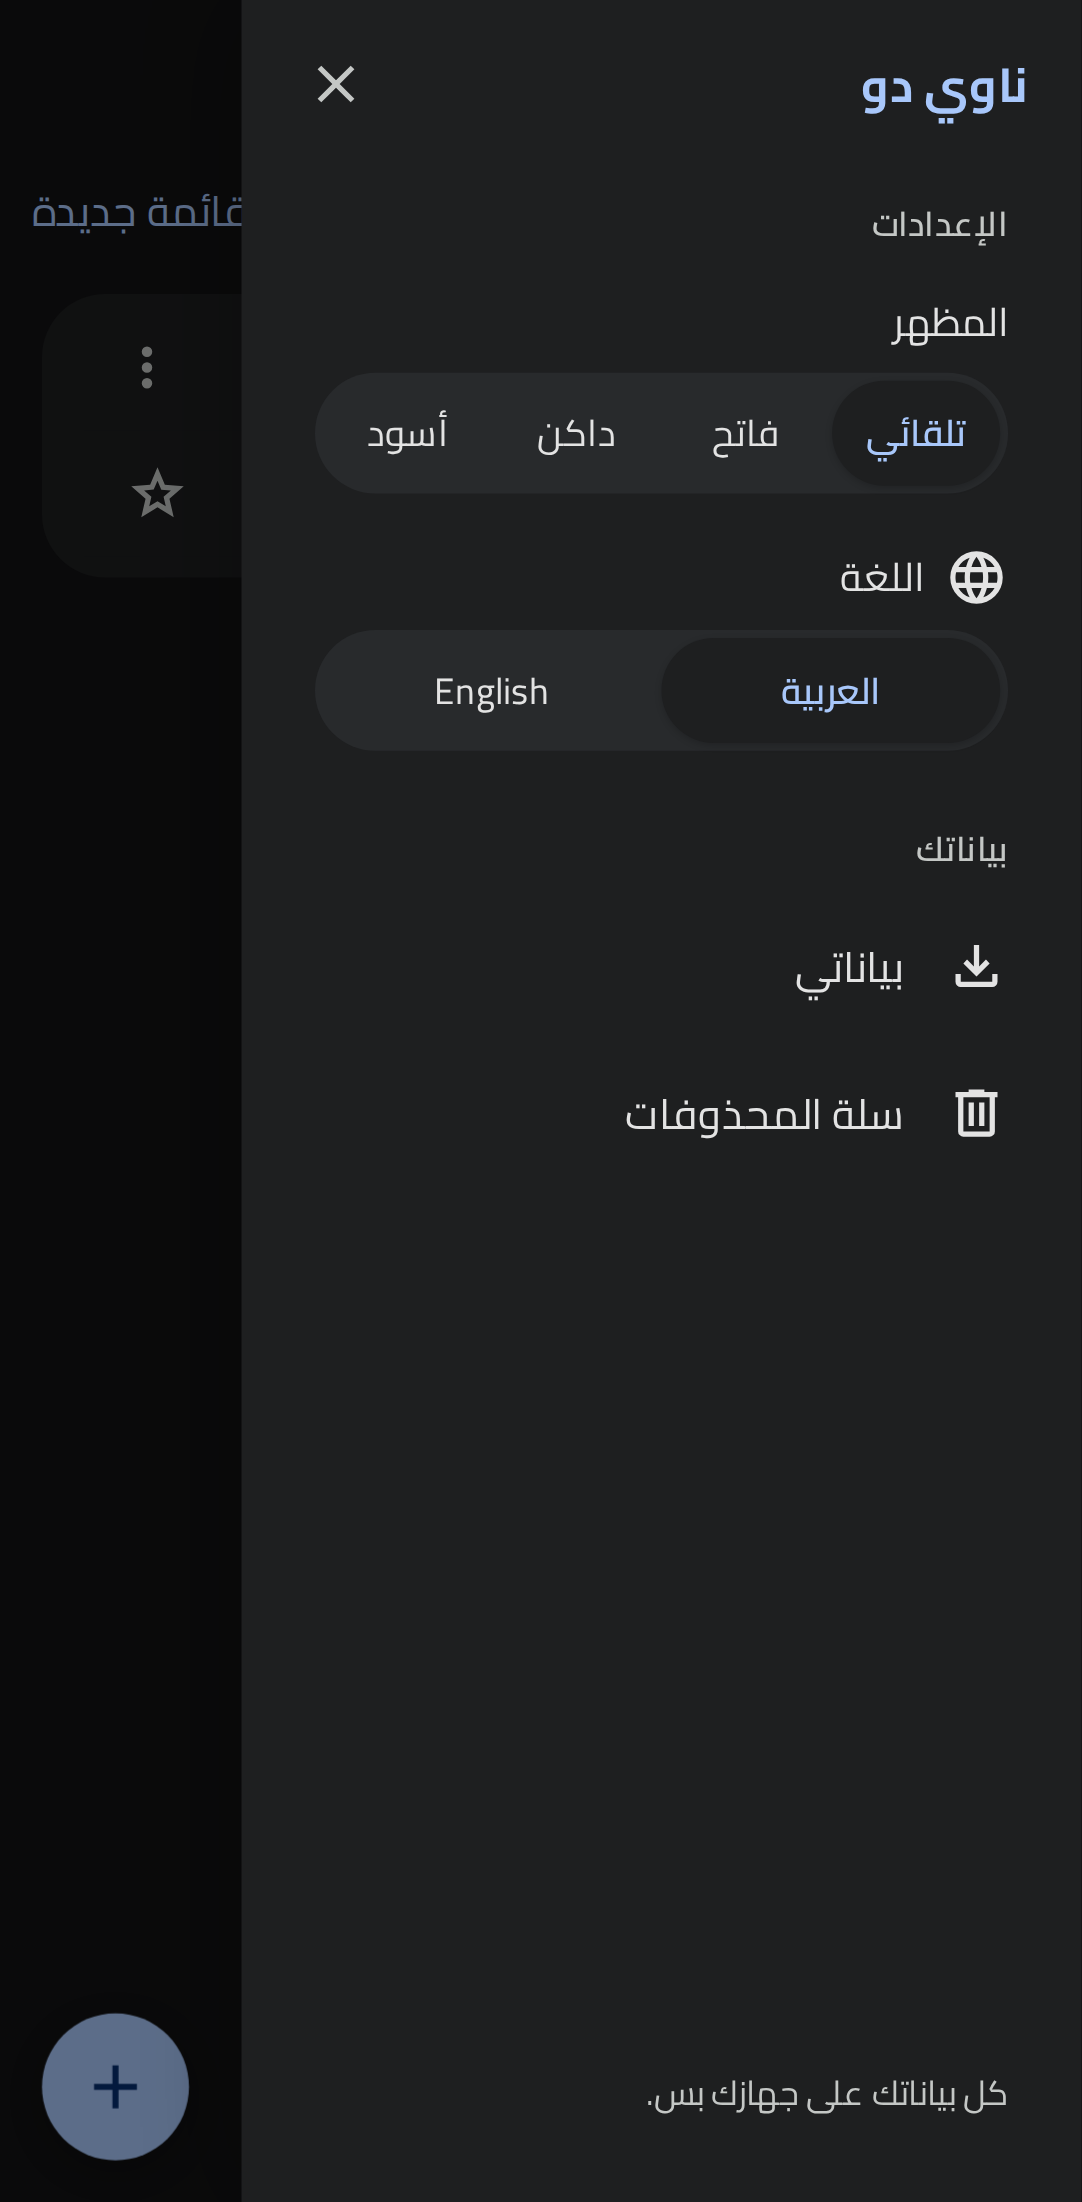 ناوي دو
الإعدادات
المظهر
تلقائي فاتح داكن أسود
اللغة
العربية English
بياناتك
بياناتي
سلة المحذوفات
كل بياناتك على جهازك بس.
قائمة جديدة